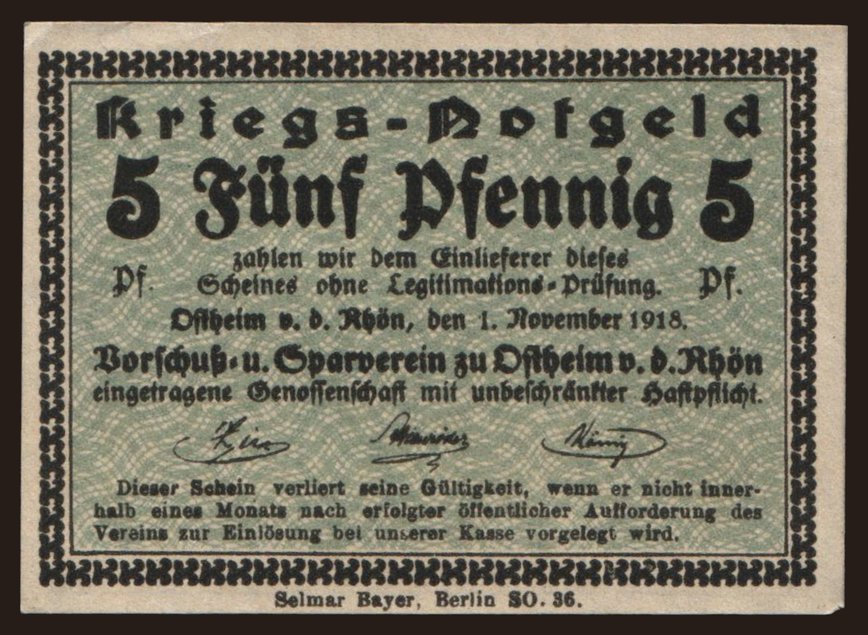 Kriegs-Notgeld
5 Fünf Pfennig 5
Pf. zahlen wir dem Einlieferer dieses Pf.
Scheines ohne Legitimations-Prüfung.
Ostheim v. d. Rhön, den 1. November 1918.
Vorschuß- u. Sparverein zu Ostheim v. d. Rhön
eingetragene Genossenschaft mit unbeschränkter Haftpflicht.
Dieser Schein verliert seine Gültigkeit, wenn er nicht inner-
halb eines Monats nach erfolgter öffentlicher Aufforderung des
Vereins zur Einlösung bei unserer Kasse vorgelegt wird.
Selmar Bayer, Berlin SO. 36.